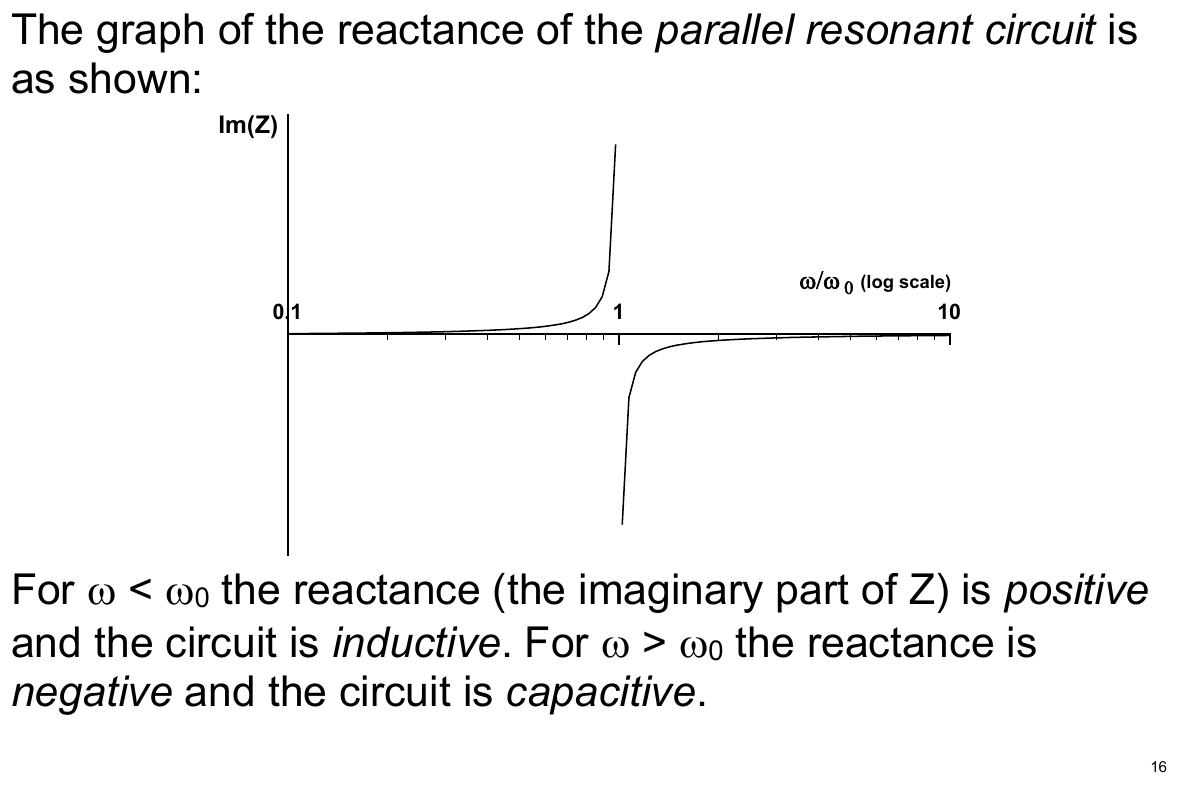 The graph of the reactance of the parallel resonant circuit is
as shown:
Im(Z)
ω/ω 0 (log scale)
0.1 1 10
For ω < ω0 the reactance (the imaginary part of Z) is positive
and the circuit is inductive. For ω > ω0 the reactance is
negative and the circuit is capacitive.
16